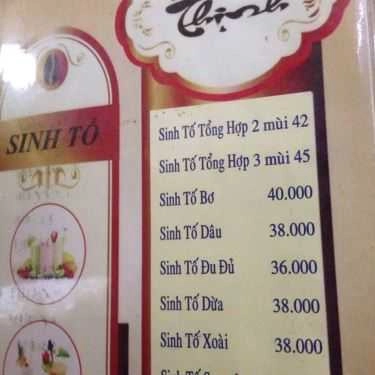 Thịnh
SINH TỐ
Sinh Tố Tổng Hợp 2 mùi 42
Sinh Tố Tổng Hợp 3 mùi 45
Sinh Tố Bơ 40.000
Sinh Tố Dâu 38.000
Sinh Tố Đu Đủ 36.000
Sinh Tố Dừa 38.000
Sinh Tố Xoài 38.000